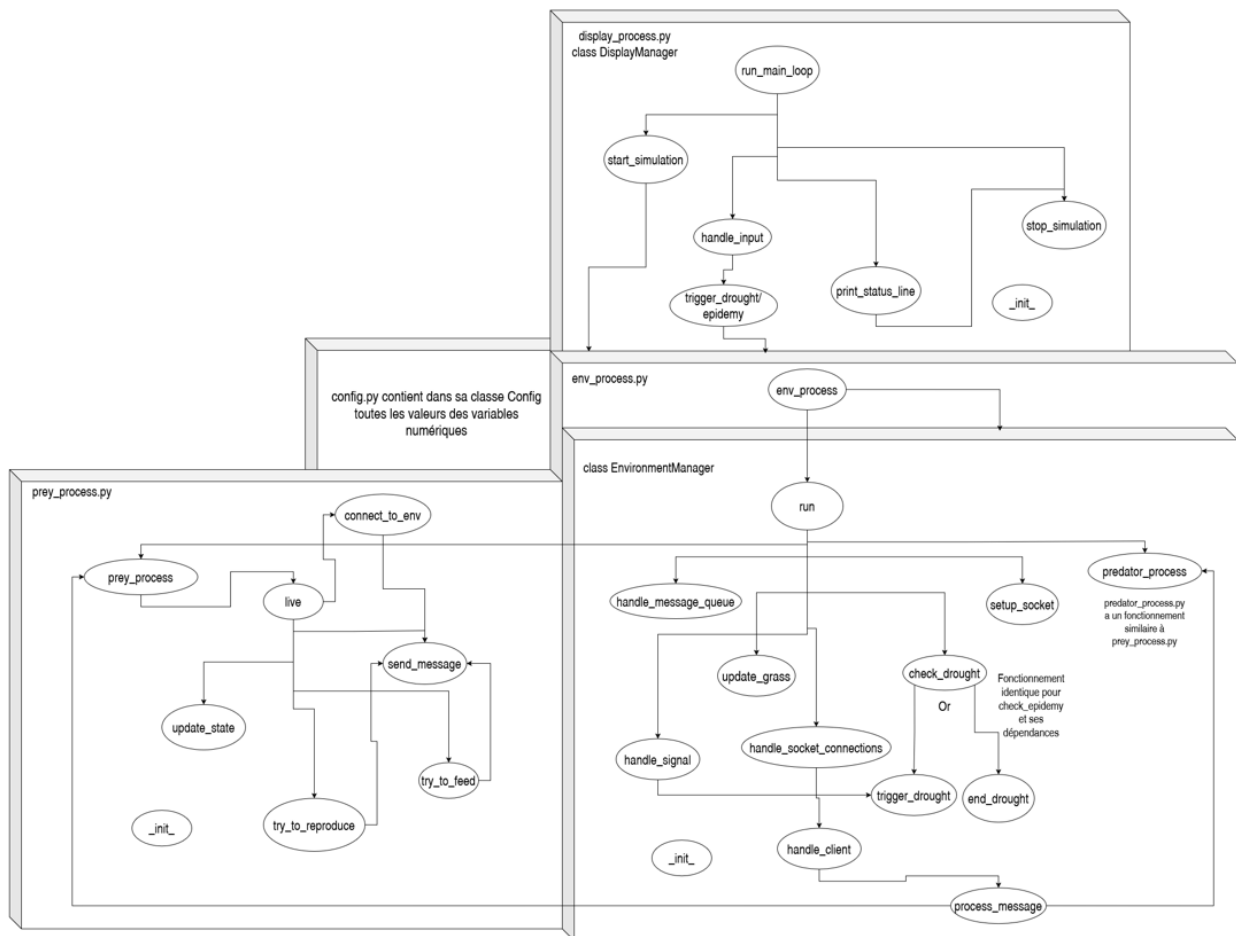 display_process.py
class DisplayManager
run_main_loop
start_simulation
handle_input
stop_simulation
trigger_drought/
epidemy
print_status_line
_init_
config.py contient dans sa classe Config
toutes les valeurs des variables
numériques
env_process.py
env_process
class EnvironmentManager
run
handle_message_queue
setup_socket
predator_process
predator_process.py
a un fonctionnement
similaire à
prey_process.py
update_grass
check_drought
Or
Fonctionnement
identique pour
check_epidemy
et ses
dépendances
handle_signal
handle_socket_connections
trigger_drought
end_drought
handle_client
_init_
process_message
prey_process.py
connect_to_env
prey_process
live
send_message
update_state
try_to_feed
try_to_reproduce
_init_